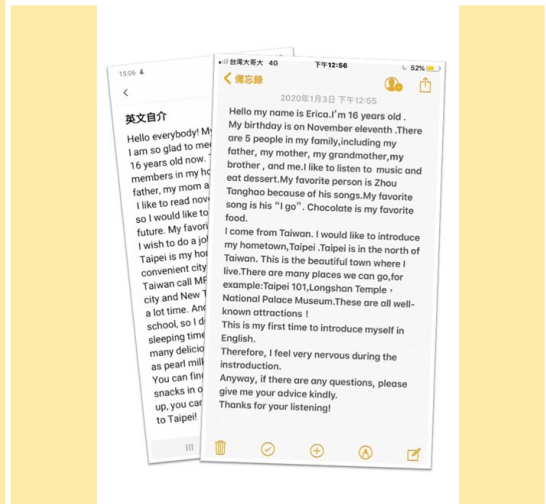 15:06
英文自介
Hello everybody! My
I am so glad to mee
16 years old now.
members in my ho
father, my mom a
I like to read nov
so I would like to
future. My favori
I wish to do a jo
Taipei is my ho
convenient city
Taiwan call MR
city and New T
a lot time. And
school, so I d
sleeping time
many delicio
as pearl milk
You can find
snacks in o
up, you can
to Taipei!
台灣大哥大 4G
下午12:56
52%
備忘錄
2020年1月3日 下午12:55
Hello my name is Erica.I'm 16 years old .
My birthday is on November eleventh .There
are 5 people in my family,including my
father, my mother, my grandmother,my
brother , and me.I like to listen to music and
eat dessert.My favorite person is Zhou
Tanghao because of his songs.My favorite
song is his “I go”. Chocolate is my favorite
food.
I come from Taiwan. I would like to introduce
my hometown,Taipei .Taipei is in the north of
Taiwan. This is the beautiful town where I
live.There are many places we can go,for
example:Taipei 101,Longshan Temple，
National Palace Museum.These are all well-
known attractions！
This is my first time to introduce myself in
English.
Therefore, I feel very nervous during the
instroduction.
Anyway, if there are any questions, please
give me your advice kindly.
Thanks for your listening!